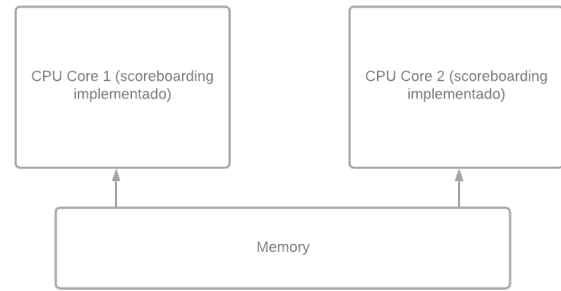 CPU Core 1 (scoreboarding
implementado)
CPU Core 2 (scoreboarding
implementado)
Memory